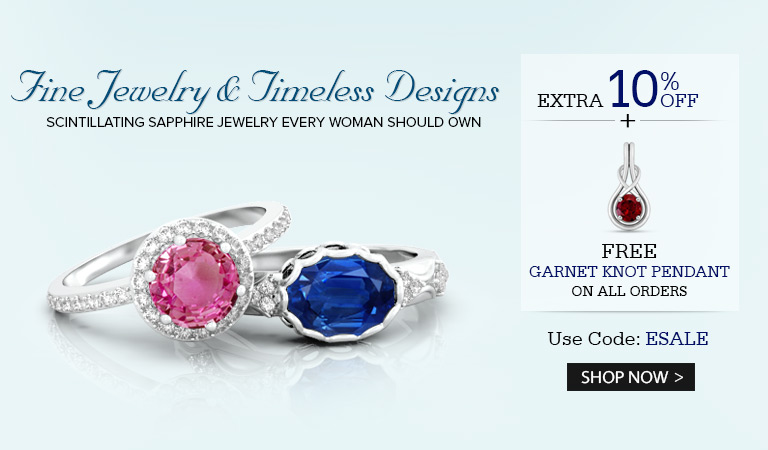 Fine Jewelry & Timeless Designs
SCINTILLATING SAPPHIRE JEWELRY EVERY WOMAN SHOULD OWN
EXTRA 10% OFF
+
FREE
GARNET KNOT PENDANT
ON ALL ORDERS
Use Code: ESALE
SHOP NOW >